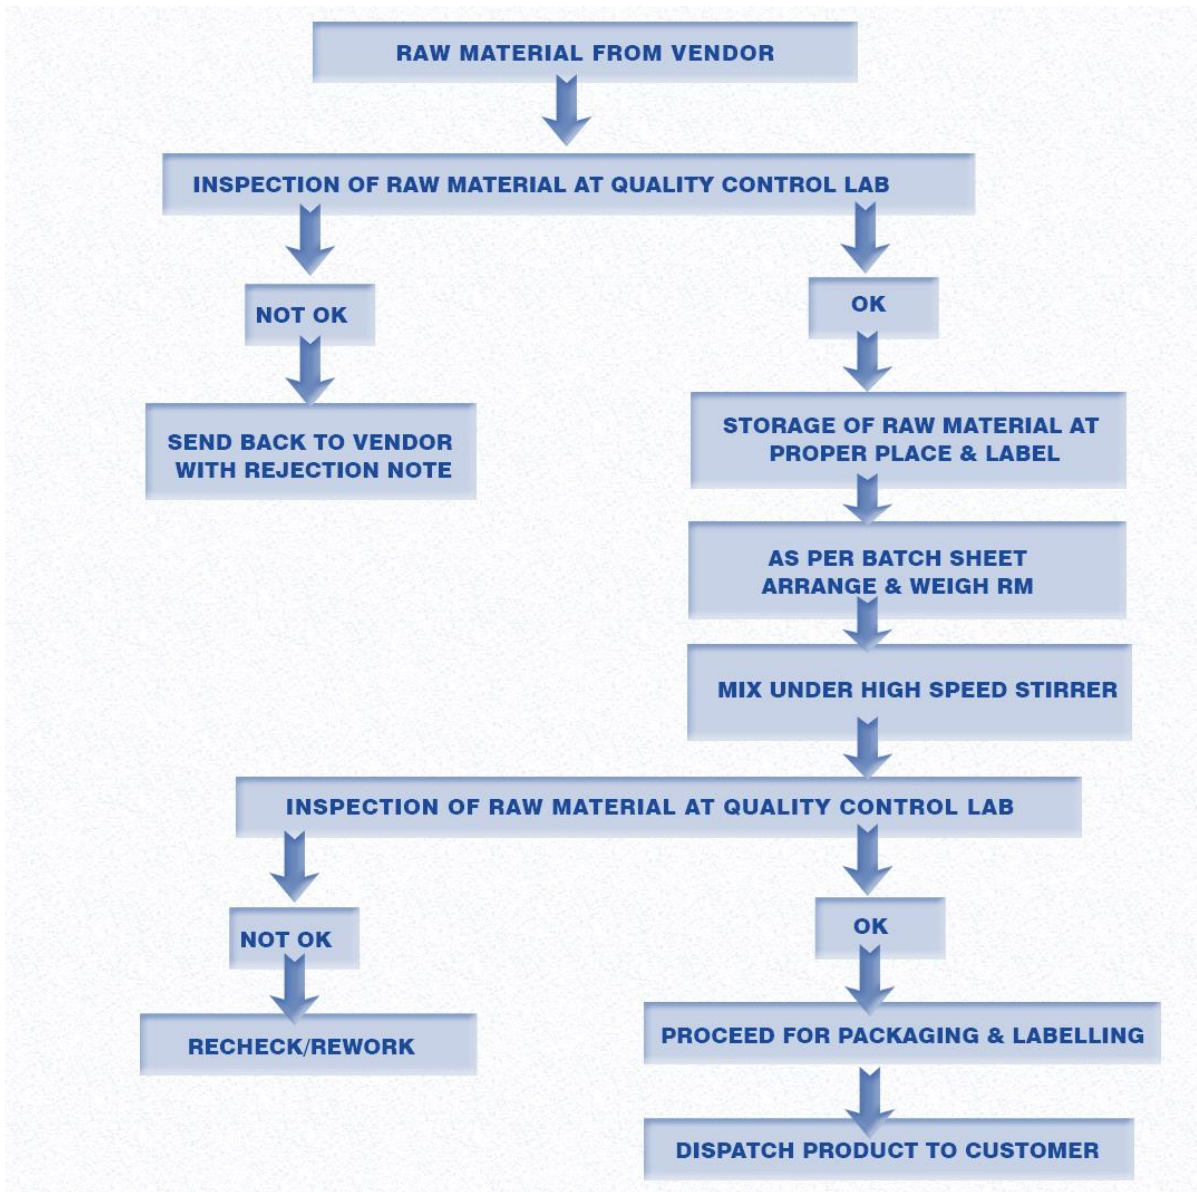 RAW MATERIAL FROM VENDOR
INSPECTION OF RAW MATERIAL AT QUALITY CONTROL LAB
NOT OK
OK
SEND BACK TO VENDOR
WITH REJECTION NOTE
STORAGE OF RAW MATERIAL AT
PROPER PLACE & LABEL
AS PER BATCH SHEET
ARRANGE & WEIGH RM
MIX UNDER HIGH SPEED STIRRER
INSPECTION OF RAW MATERIAL AT QUALITY CONTROL LAB
NOT OK
OK
RECHECK/REWORK
PROCEED FOR PACKAGING & LABELLING
DISPATCH PRODUCT TO CUSTOMER